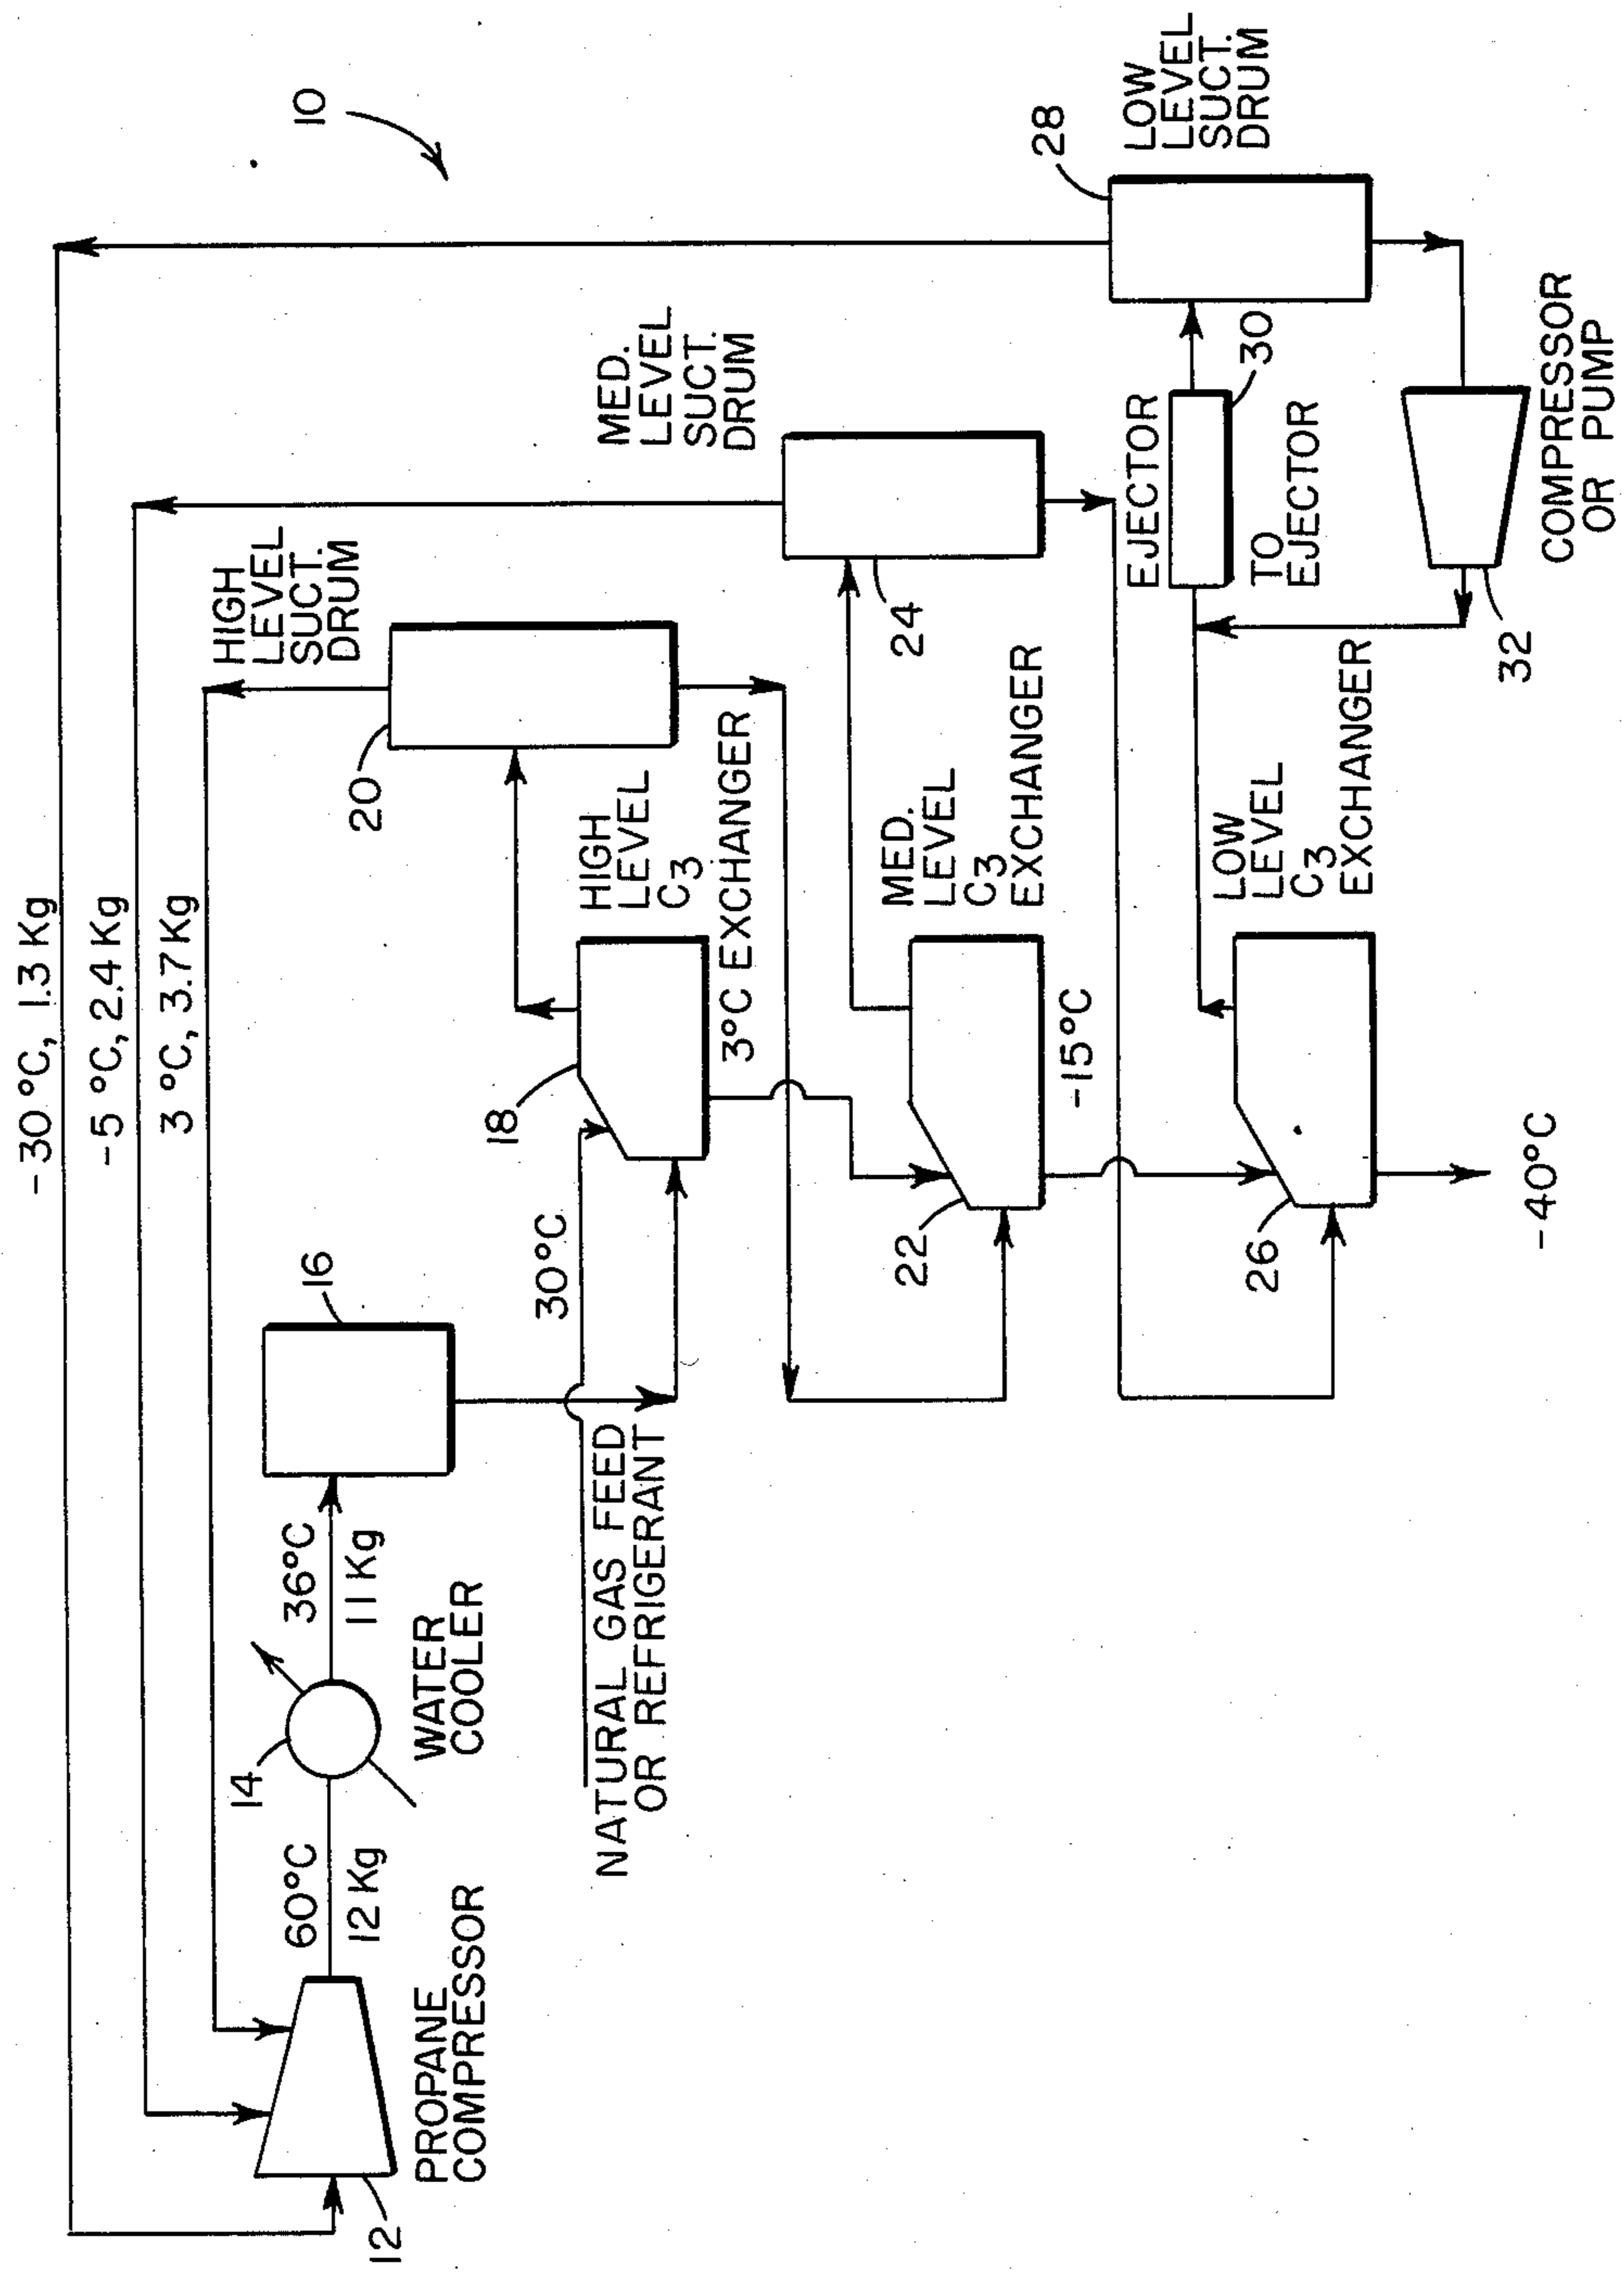 10
-30°C, 1.3 Kg
-5 °C, 2.4 Kg
3 °C, 3.7 Kg
HIGH
LEVEL
SUCT.
DRUM
20
MED.
LEVEL
SUCT.
DRUM
24
LOW
LEVEL
SUCT.
DRUM
28
12
PROPANE
COMPRESSOR
60°C
12 Kg
14
WATER
COOLER
36°C
11 Kg
16
NATURAL GAS FEED
OR REFRIGERANT
30°C
18
HIGH
LEVEL
C3
3°C EXCHANGER
22
MED.
LEVEL
C3
EXCHANGER
-15°C
EJECTOR
30
TO
EJECTOR
26
LOW
LEVEL
C3
EXCHANGER
-40°C
32
COMPRESSOR
OR PUMP